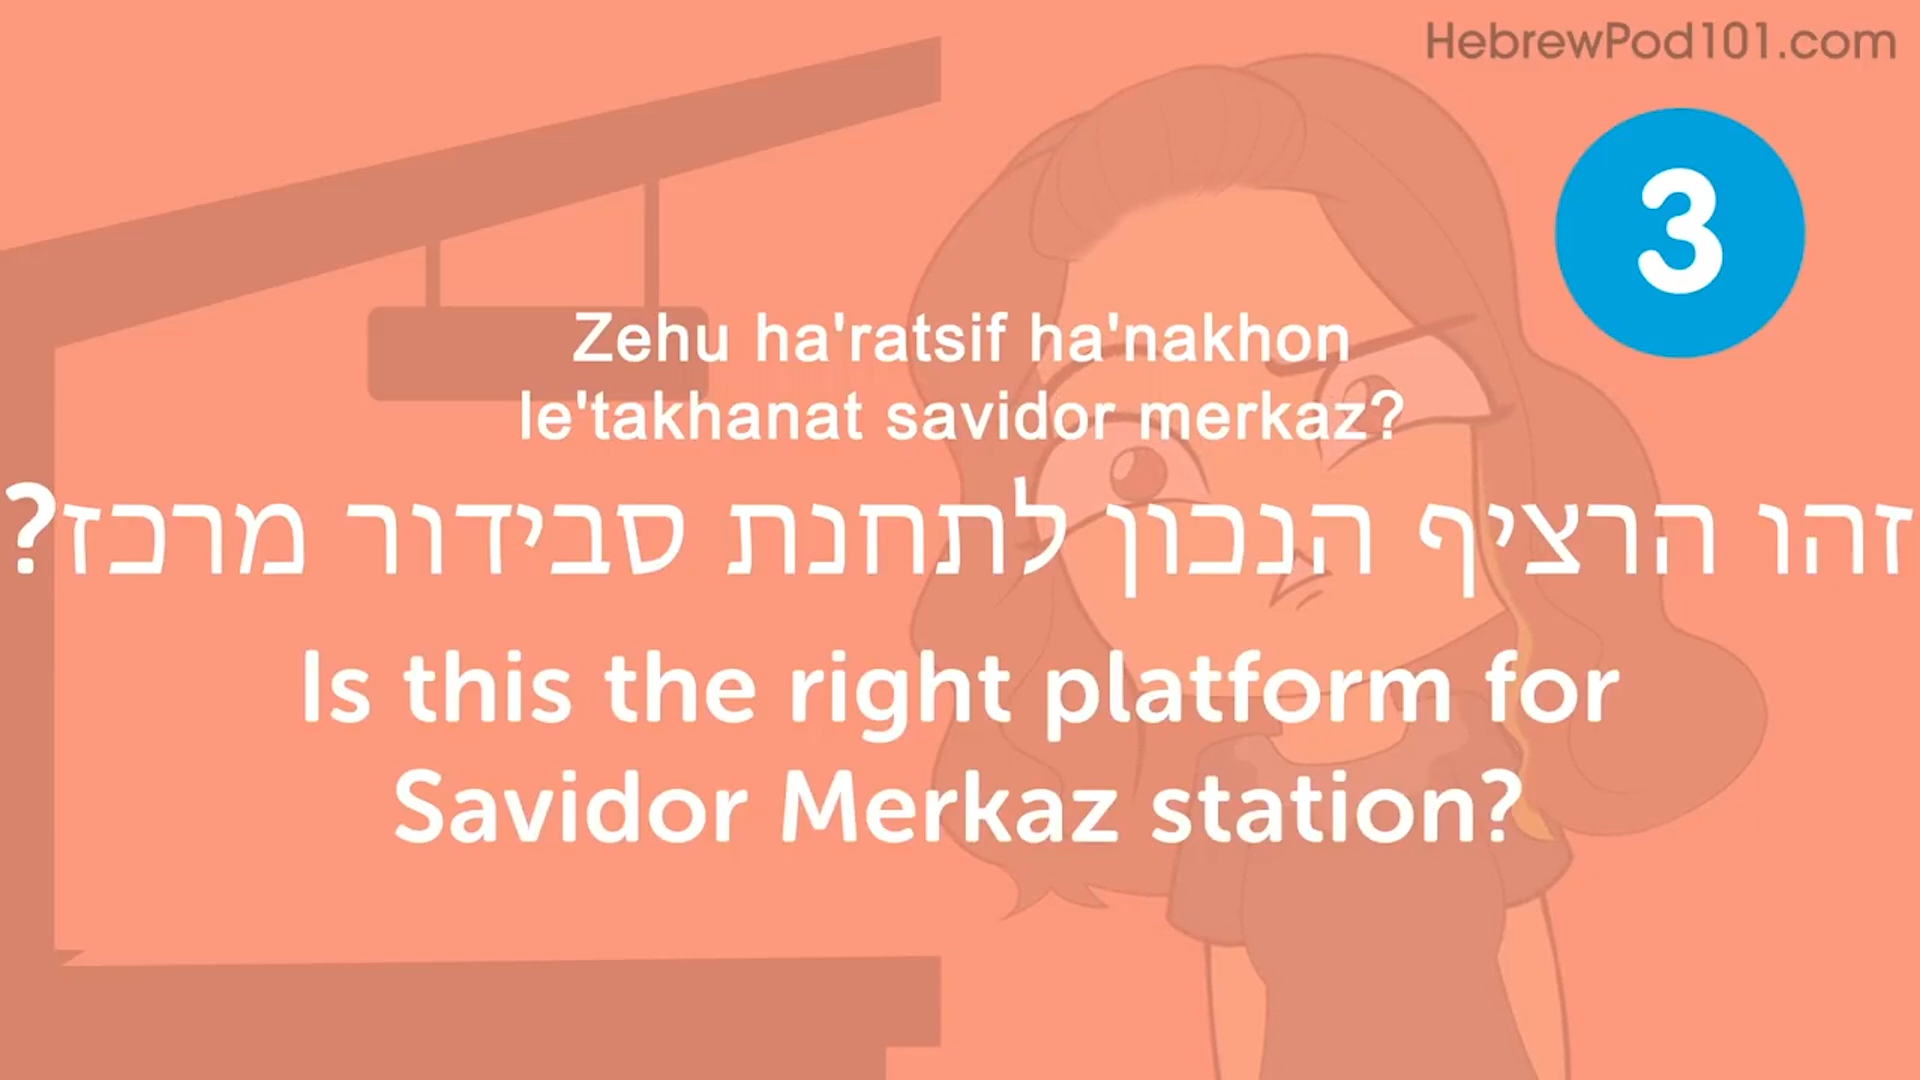 HebrewPod101.com
3
Zehu ha'ratsif ha'nakhon
le'takhanat savidor merkaz?
זהו הרציף הנכון לתחנת סבידור מרכז?
Is this the right platform for
Savidor Merkaz station?